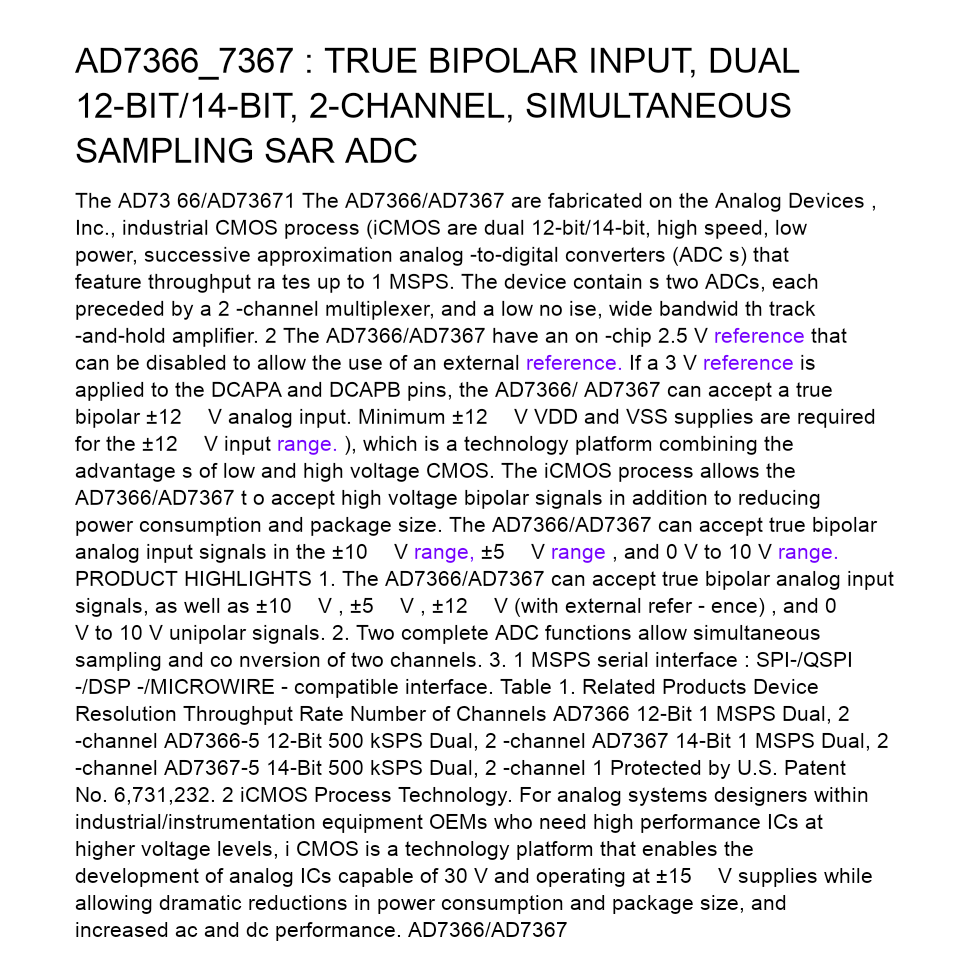 AD7366_7367 : TRUE BIPOLAR INPUT, DUAL
12-BIT/14-BIT, 2-CHANNEL, SIMULTANEOUS
SAMPLING SAR ADC
The AD73 66/AD73671 The AD7366/AD7367 are fabricated on the Analog Devices ,
Inc., industrial CMOS process (iCMOS are dual 12-bit/14-bit, high speed, low
power, successive approximation analog -to-digital converters (ADC s) that
feature throughput ra tes up to 1 MSPS. The device contain s two ADCs, each
preceded by a 2 -channel multiplexer, and a low no ise, wide bandwid th track
-and-hold amplifier. 2 The AD7366/AD7367 have an on -chip 2.5 V reference that
can be disabled to allow the use of an external reference. If a 3 V reference is
applied to the DCAPA and DCAPB pins, the AD7366/ AD7367 can accept a true
bipolar ±12  V analog input. Minimum ±12  V VDD and VSS supplies are required
for the ±12  V input range. ), which is a technology platform combining the
advantage s of low and high voltage CMOS. The iCMOS process allows the
AD7366/AD7367 t o accept high voltage bipolar signals in addition to reducing
power consumption and package size. The AD7366/AD7367 can accept true bipolar
analog input signals in the ±10  V range, ±5  V range , and 0 V to 10 V range.
PRODUCT HIGHLIGHTS 1. The AD7366/AD7367 can accept true bipolar analog input
signals, as well as ±10  V , ±5  V , ±12  V (with external refer - ence) , and 0
V to 10 V unipolar signals. 2. Two complete ADC functions allow simultaneous
sampling and co nversion of two channels. 3. 1 MSPS serial interface : SPI-/QSPI
-/DSP -/MICROWIRE - compatible interface. Table 1. Related Products Device
Resolution Throughput Rate Number of Channels AD7366 12-Bit 1 MSPS Dual, 2
-channel AD7366-5 12-Bit 500 kSPS Dual, 2 -channel AD7367 14-Bit 1 MSPS Dual, 2
-channel AD7367-5 14-Bit 500 kSPS Dual, 2 -channel 1 Protected by U.S. Patent
No. 6,731,232. 2 iCMOS Process Technology. For analog systems designers within
industrial/instrumentation equipment OEMs who need high performance ICs at
higher voltage levels, i CMOS is a technology platform that enables the
development of analog ICs capable of 30 V and operating at ±15  V supplies while
allowing dramatic reductions in power consumption and package size, and
increased ac and dc performance. AD7366/AD7367